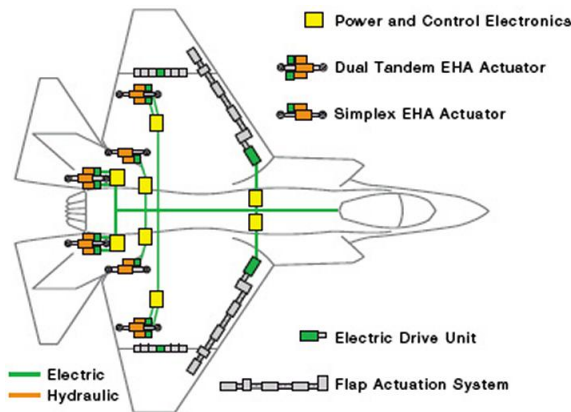 Power and Control Electronics
Dual Tandem EHA Actuator
Simplex EHA Actuator
Electric Drive Unit
Flap Actuation System
Electric
Hydraulic